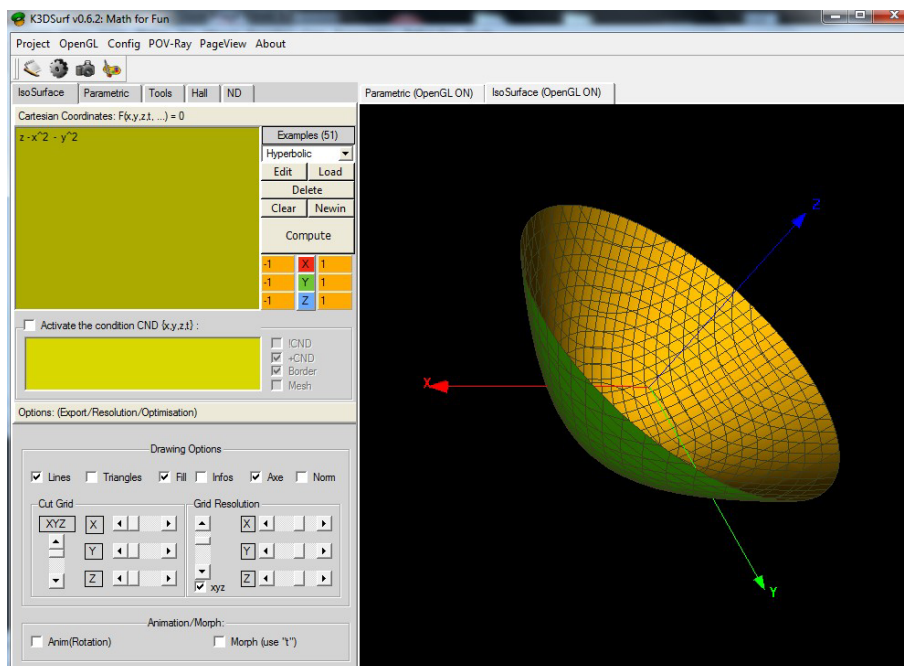 K3DSurf v0.6.2: Math for Fun
Project OpenGL Config POV-Ray PageView About
IsoSurface Parametric Tools Hall ND
Cartesian Coordinates: F(x,y,z,t, ...) = 0
z -x^2 - y^2
Examples (51)
Hyperbolic
Edit Load
Delete
Clear Newin
Compute
-1 X 1
-1 Y 1
-1 Z 1
Activate the condition CND {x,y,z,t} :
!CND
+CND
Border
Mesh
Options: (Export/Resolution/Optimisation)
Drawing Options
Lines Triangles Fill Infos Axe Norm
Cut Grid Grid Resolution
XYZ X X
Y Y
Z Z
xyz
Animation/Morph:
Anim(Rotation) Morph (use "t")
Parametric (OpenGL ON) IsoSurface (OpenGL ON)
Z
X
Y